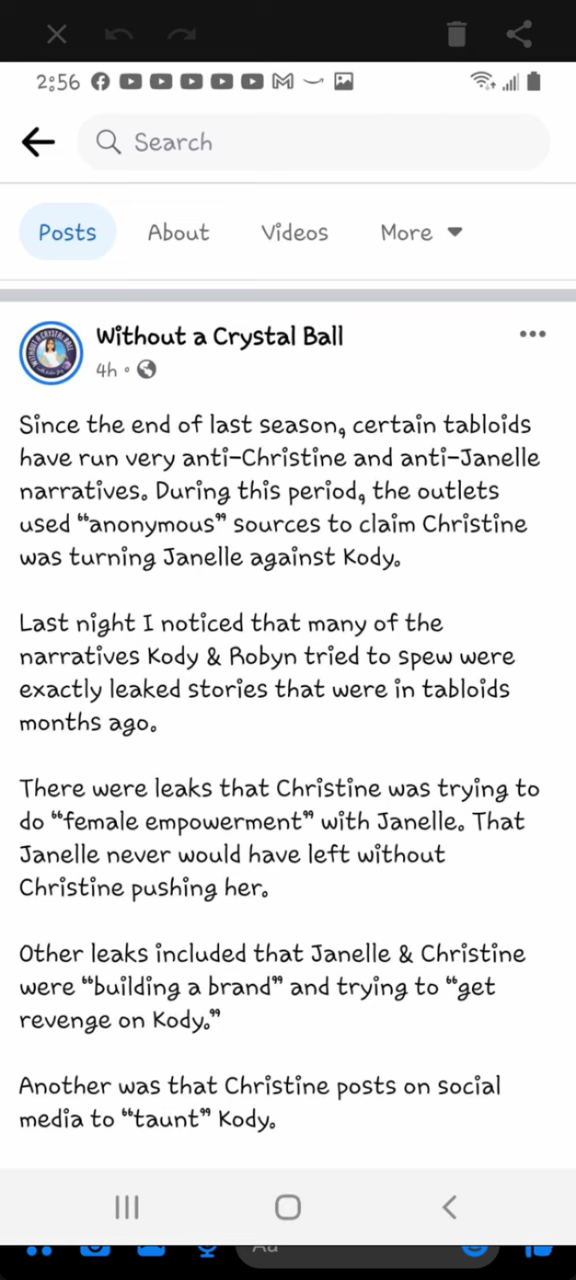 2:56
Search
Posts About Videos More
Without a Crystal Ball
4h
Since the end of last season, certain tabloids
have run very anti-Christine and anti-Janelle
narratives. During this period, the outlets
used "anonymous" sources to claim Christine
was turning Janelle against Kody.
Last night I noticed that many of the
narratives Kody & Robyn tried to spew were
exactly leaked stories that were in tabloids
months ago.
There were leaks that Christine was trying to
do "female empowerment" with Janelle. That
Janelle never would have left without
Christine pushing her.
Other leaks included that Janelle & Christine
were "building a brand" and trying to "get
revenge on Kody."
Another was that Christine posts on social
media to "taunt" Kody.
Aa